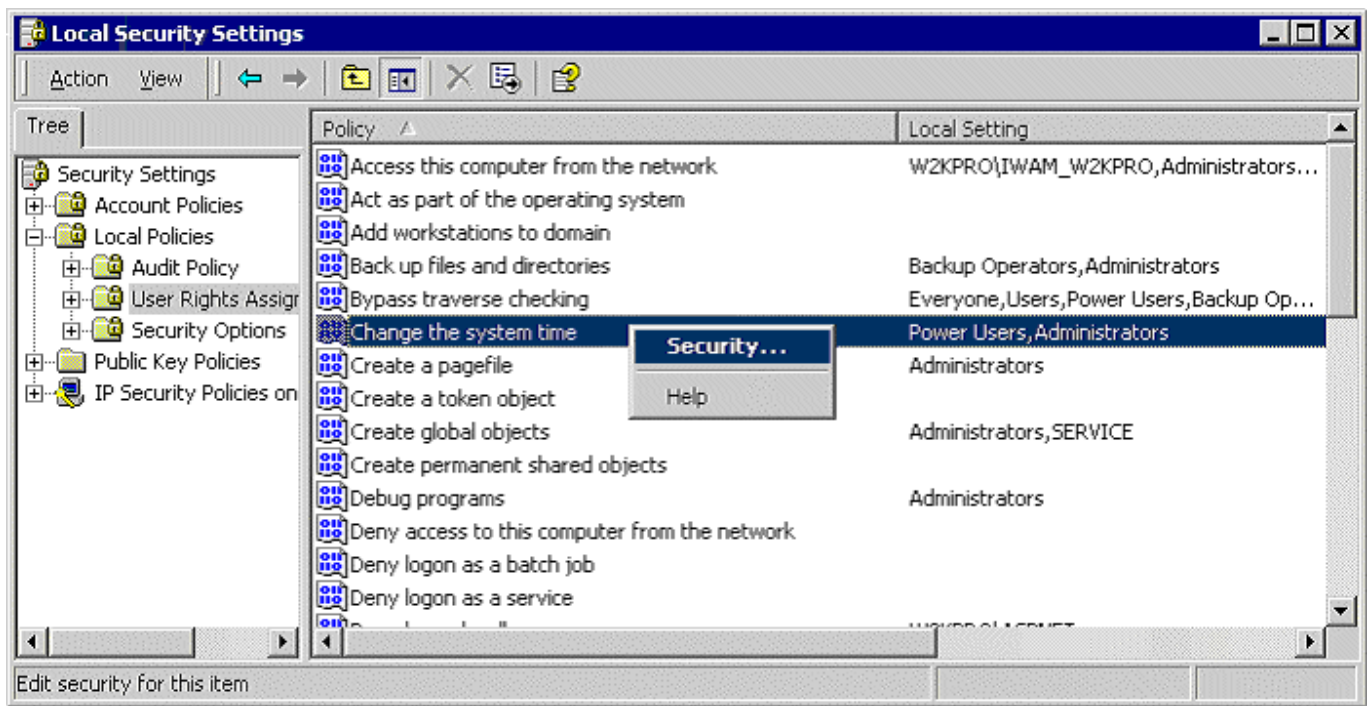 Local Security Settings
Action View
Tree
Policy Local Setting
Security Settings
Account Policies
Local Policies
Audit Policy
User Rights Assigr
Security Options
Public Key Policies
IP Security Policies on
Access this computer from the network W2KPRO\IWAM_W2KPRO,Administrators...
Act as part of the operating system
Add workstations to domain
Back up files and directories Backup Operators,Administrators
Bypass traverse checking Everyone,Users,Power Users,Backup Op...
Change the system time Power Users,Administrators
Security...
Help
Create a pagefile Administrators
Create a token object
Create global objects Administrators,SERVICE
Create permanent shared objects
Debug programs Administrators
Deny access to this computer from the network
Deny logon as a batch job
Deny logon as a service
Edit security for this item